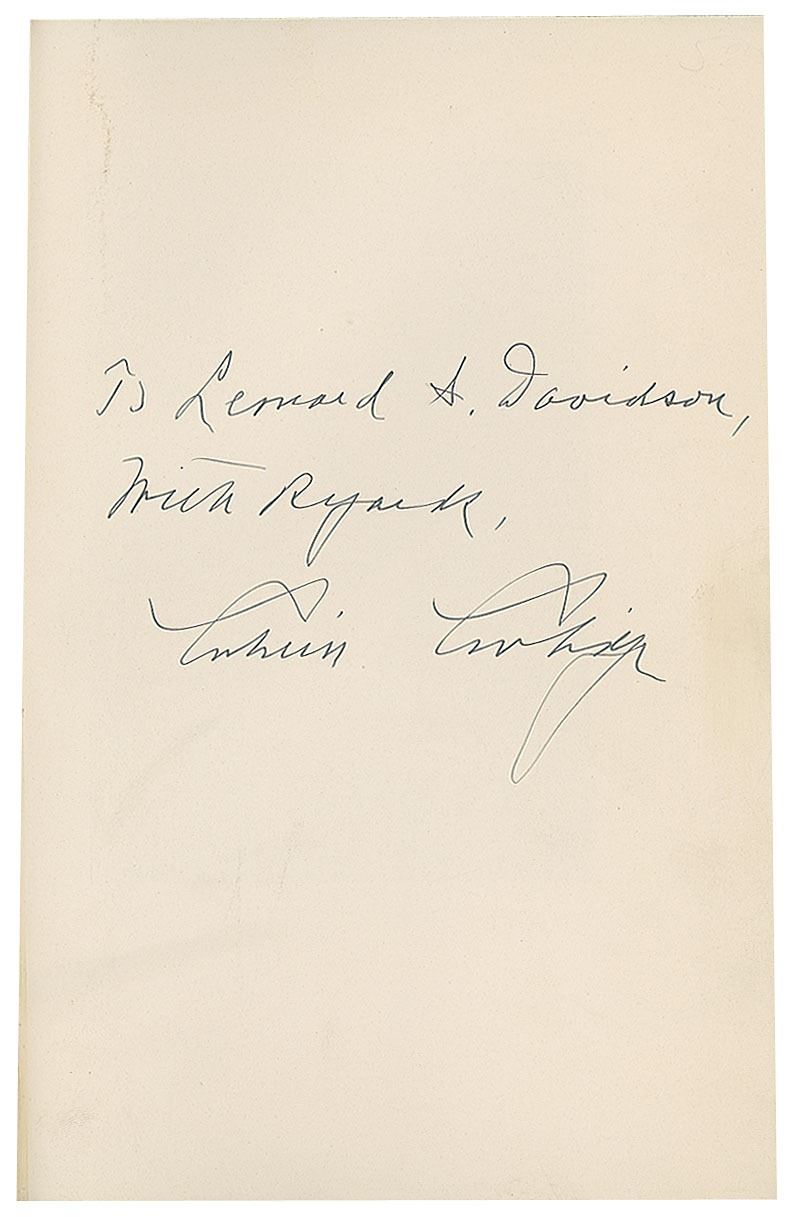 To Leonard A. Davidson,
With Regards,
Calvin Coolidge